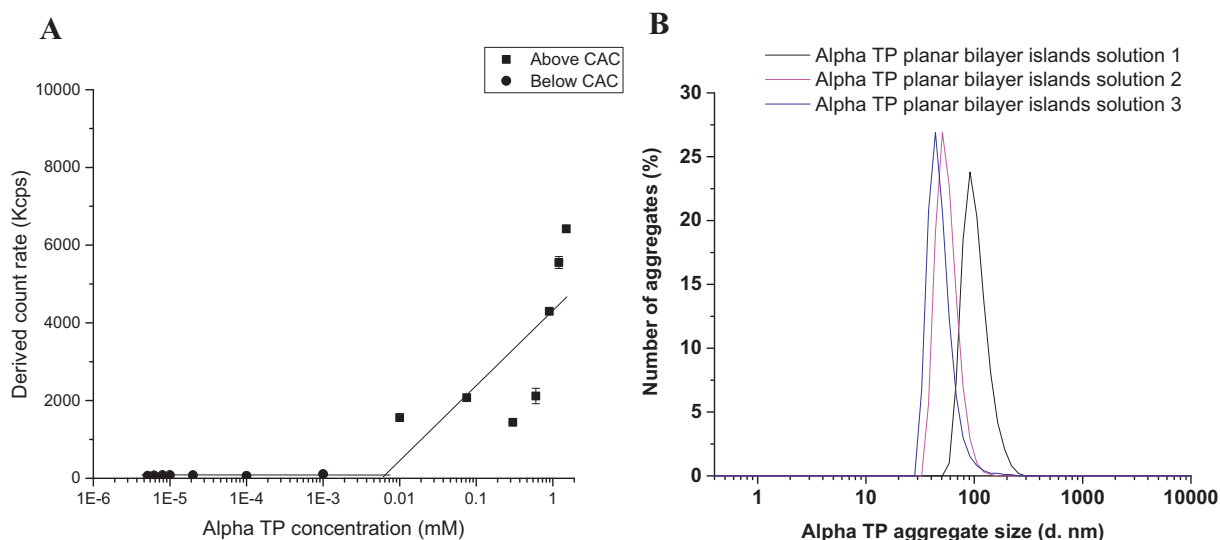 A
Above CAC
Below CAC
10000
8000
6000
4000
2000
0
Derived count rate (Kcps)
1E-6 1E-5 1E-4 1E-3 0.01 0.1 1
Alpha TP concentration (mM)
B
Alpha TP planar bilayer islands solution 1
Alpha TP planar bilayer islands solution 2
Alpha TP planar bilayer islands solution 3
30
25
20
15
10
5
0
Number of aggregates (%)
1 10 100 1000 10000
Alpha TP aggregate size (d. nm)